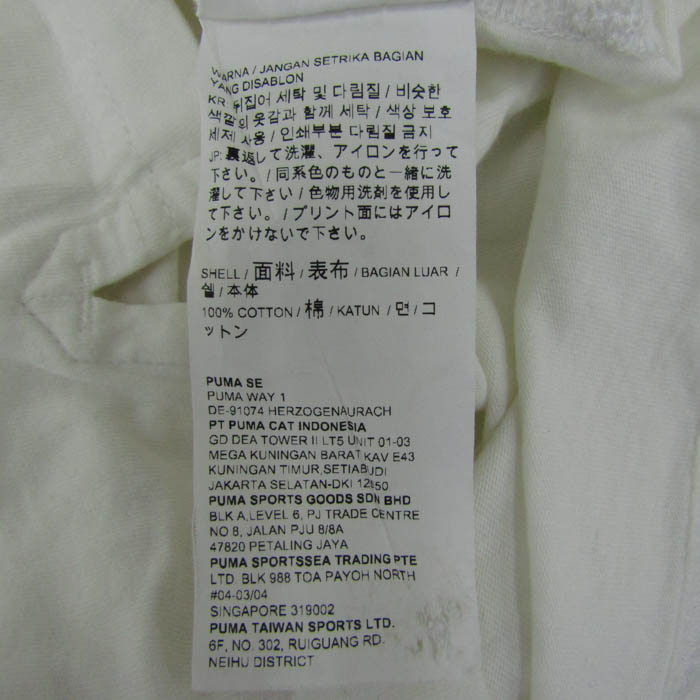 WARNA / JANGAN SETRIKA BAGIAN
YANG DISABLON
KR: 뒤집어 세탁 및 다림질 / 비슷한
색깔의 옷감과 함께 세탁 / 색상 보호
세제 사용 / 인쇄부분 다림질 금지
JP: 裏返して洗濯、アイロンを行って
下さい。/ 同系色のものと一緒に洗
濯して下さい / 色物用洗剤を使用し
て下さい。/ プリント面にはアイロ
ンをかけないで下さい。
SHELL / 面料 / 表布 / BAGIAN LUAR /
쉘 / 本体
100% COTTON / 棉 / KATUN / 면 / コ
ットン
PUMA SE
PUMA WAY 1
DE-91074 HERZOGENAURACH
PT PUMA CAT INDONESIA
GD DEA TOWER II LT5 UNIT 01-03
MEGA KUNINGAN BARAT KAV E43
KUNINGAN TIMUR,SETIABUDI
JAKARTA SELATAN-DKI 12950
PUMA SPORTS GOODS SDN BHD
BLK A,LEVEL 6, PJ TRADE CENTRE
NO 8, JALAN PJU 8/8A
47820 PETALING JAYA
PUMA SPORTSSEA TRADING PTE
LTD. BLK 988 TOA PAYOH NORTH
#04-03/04
SINGAPORE 319002
PUMA TAIWAN SPORTS LTD.
6F, NO. 302, RUIGUANG RD.
NEIHU DISTRICT